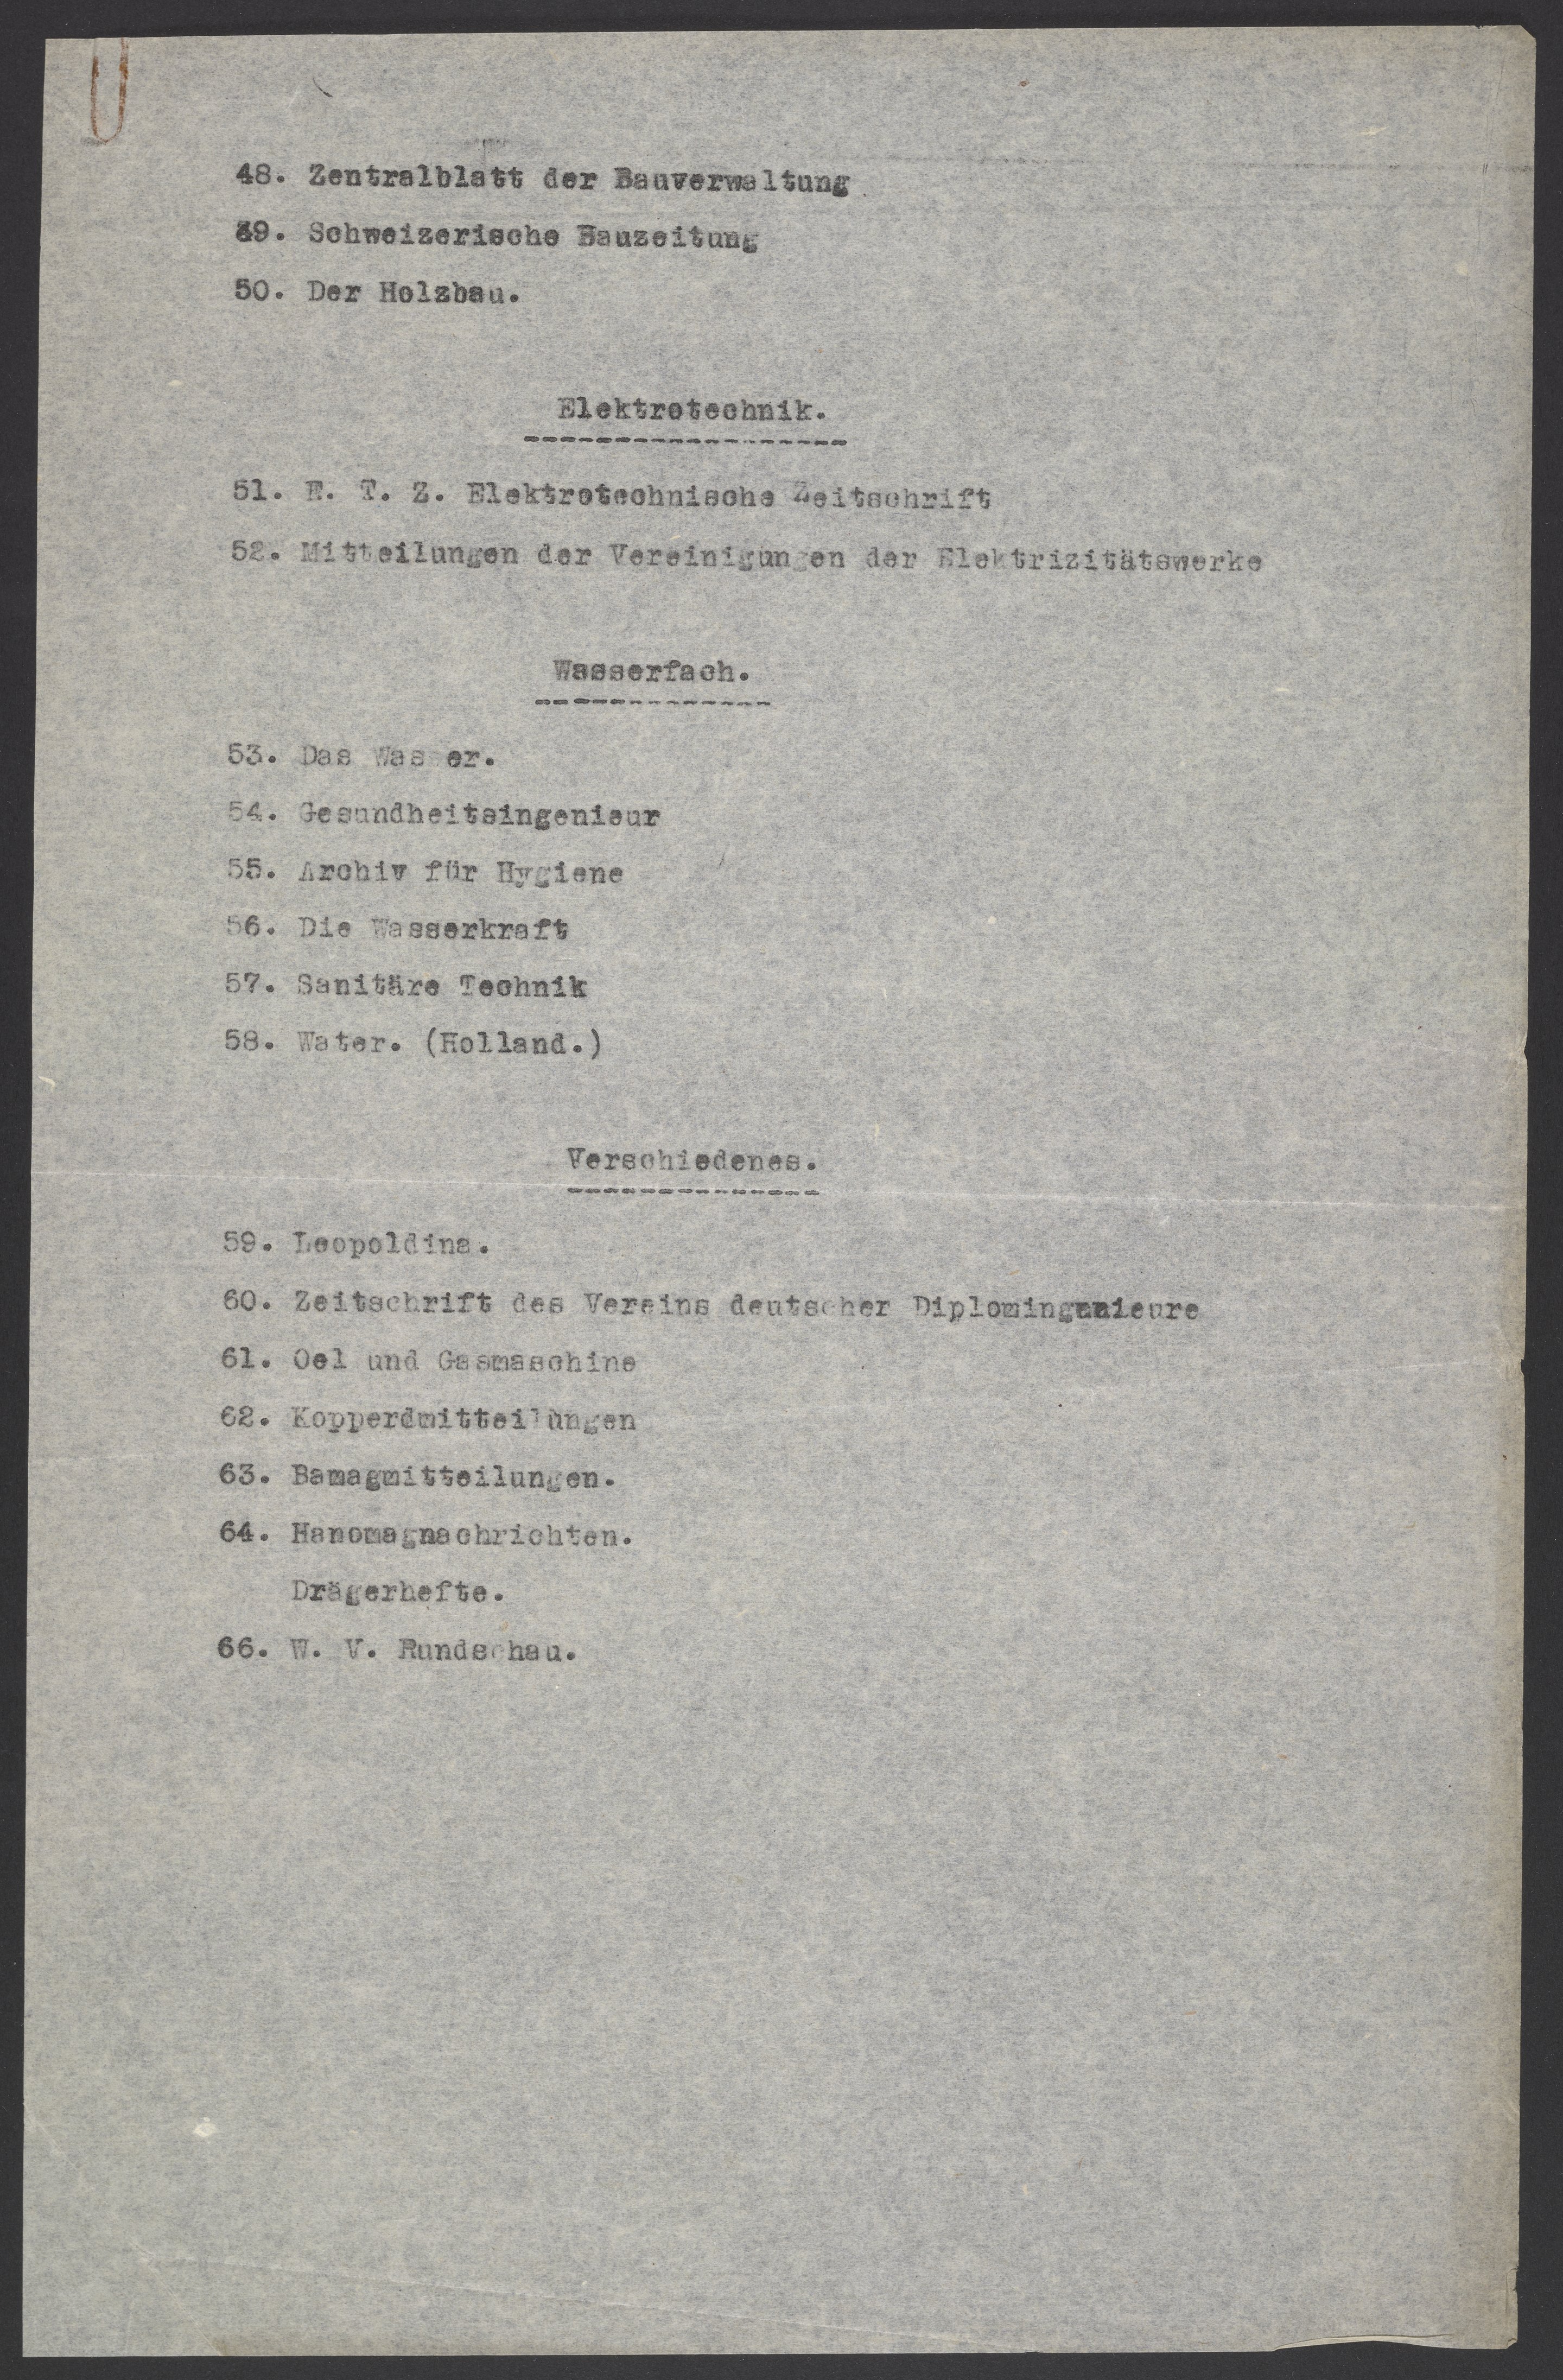 48. Zentralblatt der Bauverwaltung
49. Schweizerische Bauzeitung
50. Der Holzbau.
Elektrotechnik.
------------------
51. E. T. Z. Elektrotechnische Zeitschrift
52. Mitteilungen der Vereinigungen der Elektrizitätswerke
Wasserfach.
-------------
53. Das Wasser.
54. Gesundheitsingenieur
55. Archiv für Hygiene
56. Die Wasserkraft
57. Sanitäre Technik
58. Water. (Holland.)
Verschiedenes.
--------------
59. Leopoldina.
60. Zeitschrift des Vereins deutscher Diplomingenieure
61. Oel und Gasmaschine
62. Kopperdmitteilungen
63. Bamagmitteilungen.
64. Hanomagnachrichten.
Drägerhefte.
66. W. V. Rundschau.